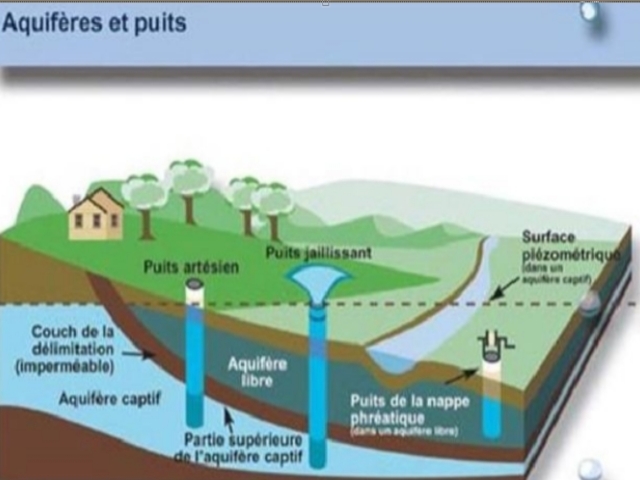 Aquifères et puits
Puits artésien
Puits jaillissant
Surface
piézométrique
(dans un
aquifère captif)
Couch de la
délimitation
(imperméable)
Aquifère captif
Aquifère
libre
Partie supérieure
de l'aquifère captif
Puits de la nappe
phréatique
(dans un aquifère libre)